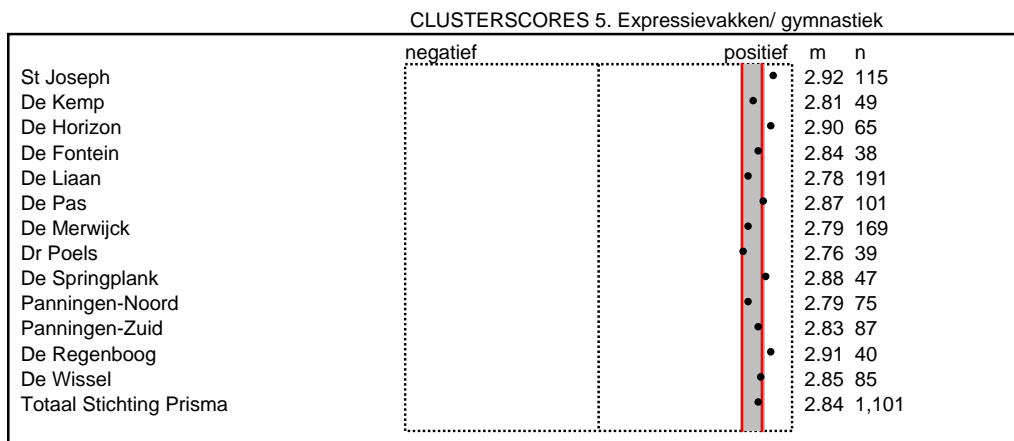 CLUSTERSCORES 5. Expressievakken/ gymnastiek
negatief positief m n
St Joseph 2.92 115
De Kemp 2.81 49
De Horizon 2.90 65
De Fontein 2.84 38
De Liaan 2.78 191
De Pas 2.87 101
De Merwijck 2.79 169
Dr Poels 2.76 39
De Springplank 2.88 47
Panningen-Noord 2.79 75
Panningen-Zuid 2.83 87
De Regenboog 2.91 40
De Wissel 2.85 85
Totaal Stichting Prisma 2.84 1,101